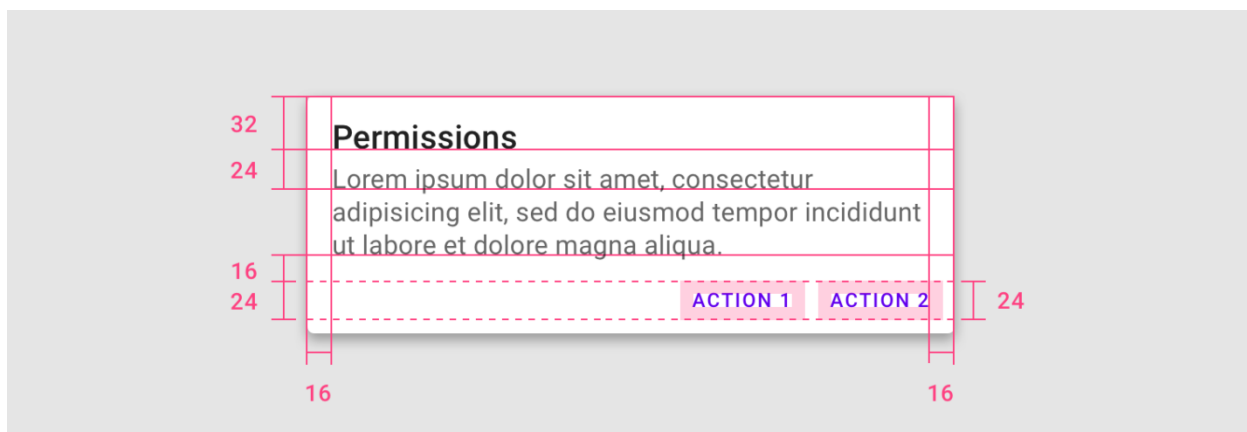 32
Permissions
24
Lorem ipsum dolor sit amet, consectetur
adipisicing elit, sed do eiusmod tempor incididunt
ut labore et dolore magna aliqua.
16
24 ACTION 1 ACTION 2 24
16 16